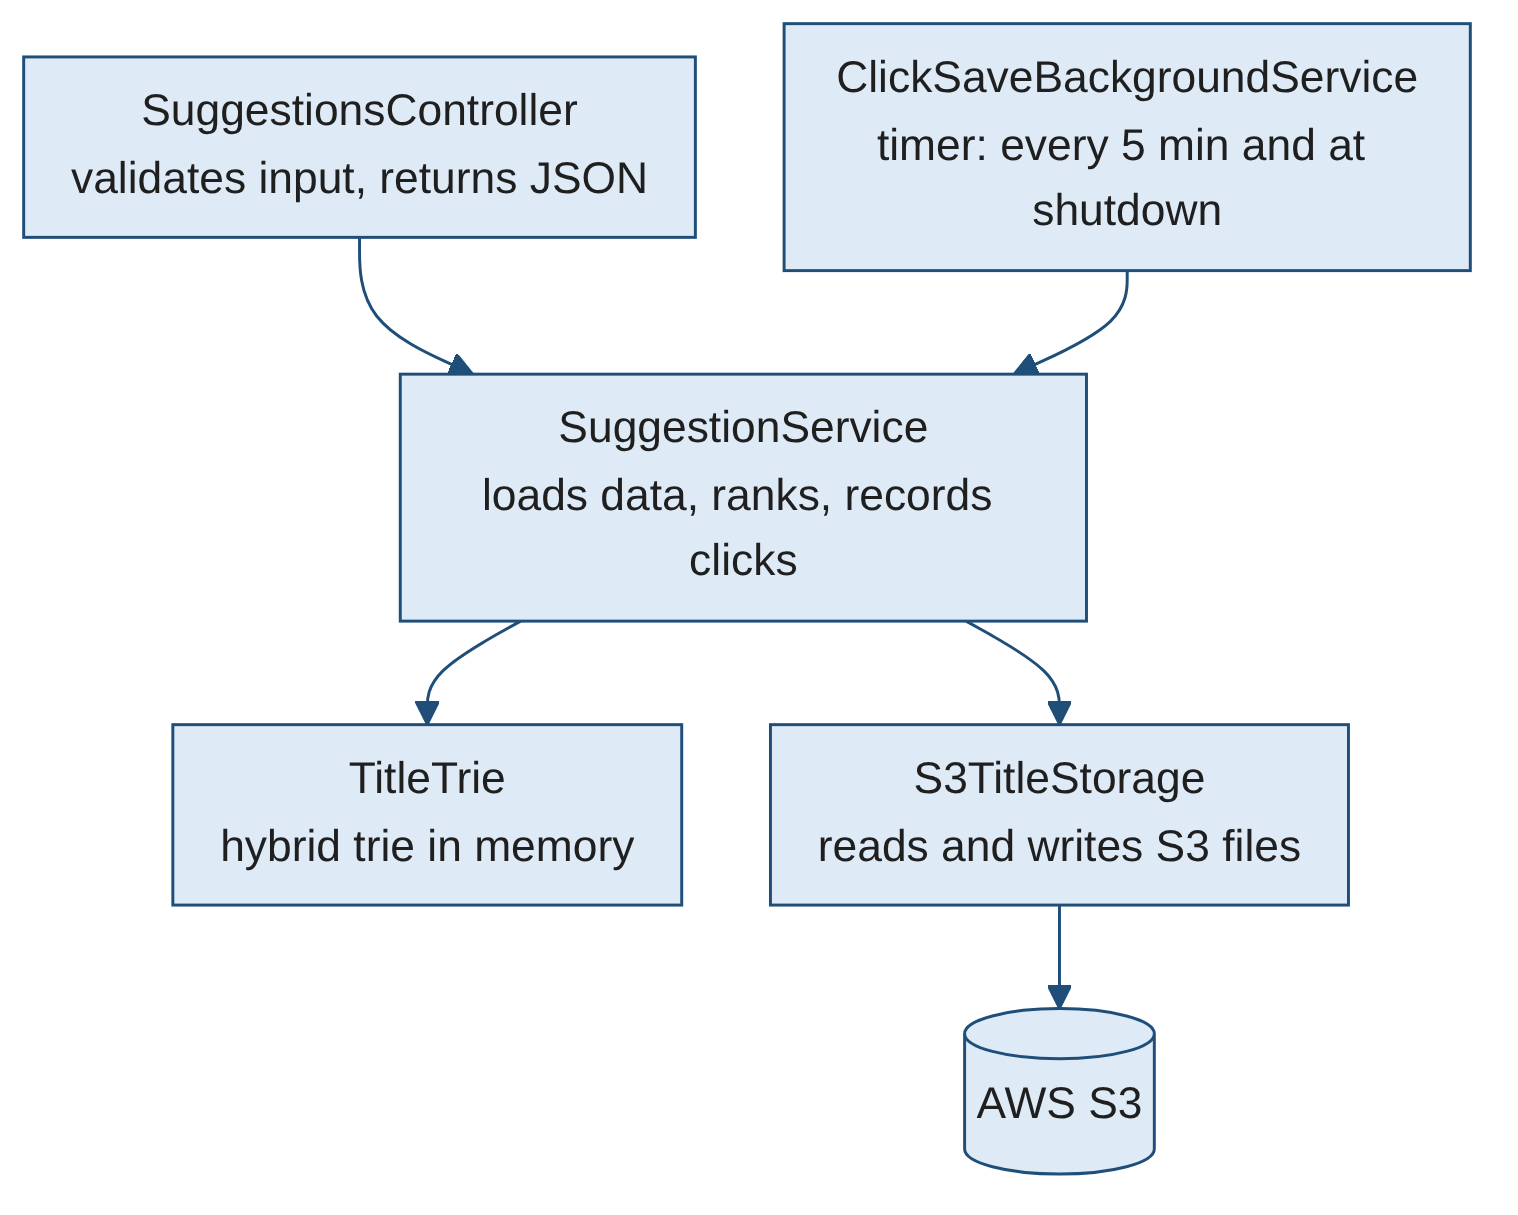 SuggestionsController
validates input, returns JSON
ClickSaveBackgroundService
timer: every 5 min and at
shutdown
SuggestionService
loads data, ranks, records
clicks
TitleTrie
hybrid trie in memory
S3TitleStorage
reads and writes S3 files
AWS S3